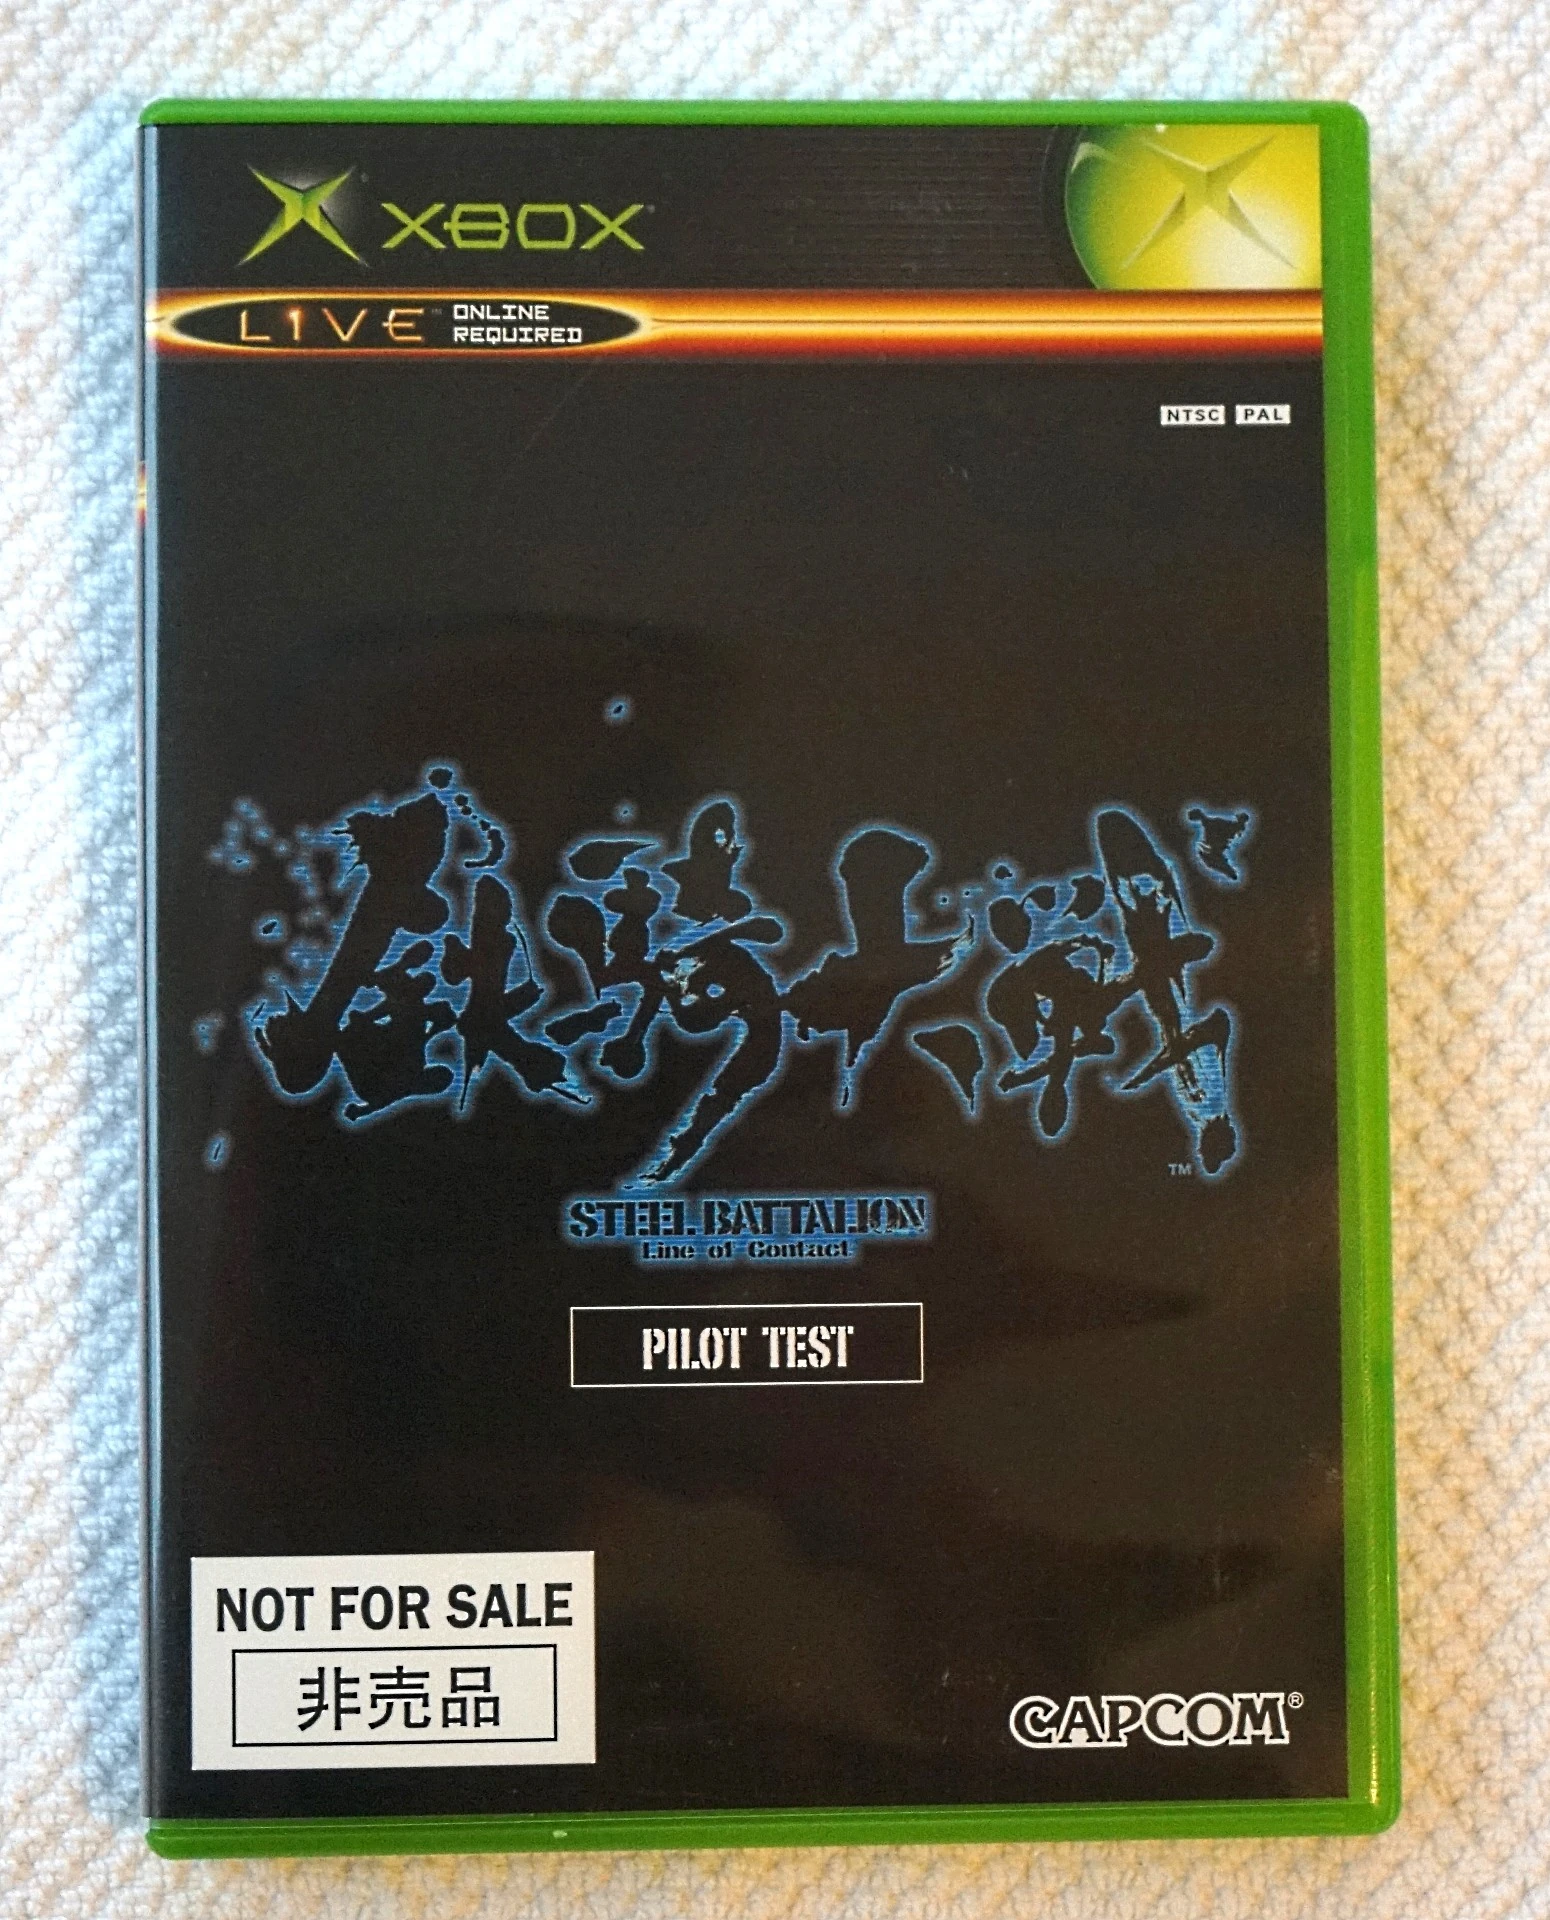 XBOX
LIVE™ ONLINE
REQUIRED
NTSC PAL
鉄騎大戦
TM
STEEL BATTALION
Line of Contact
PILOT TEST
NOT FOR SALE
非売品
CAPCOM®